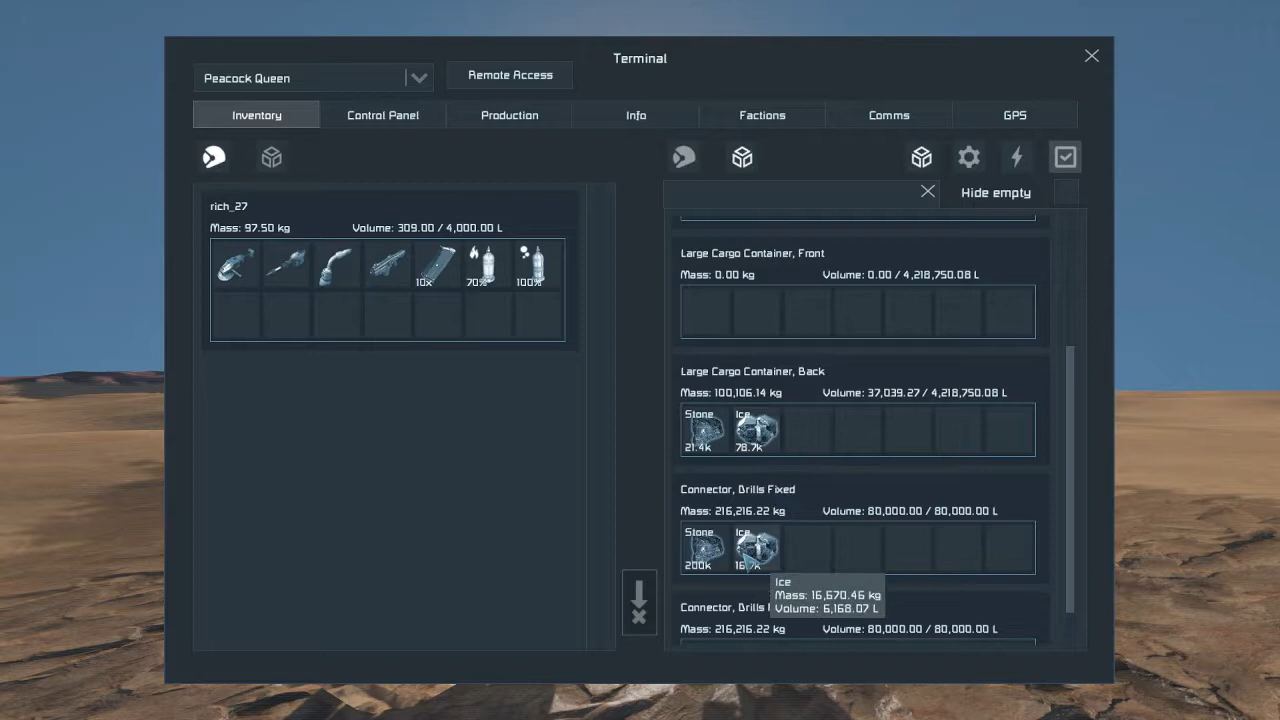 Terminal
Peacock Queen
Remote Access
Inventory
Control Panel
Production
Info
Factions
Comms
GPS
Hide empty
rich_27
Mass: 97.50 kg
Volume: 309.00 / 4,000.00 L
10x
70%
100%
Large Cargo Container, Front
Mass: 0.00 kg
Volume: 0.00 / 4,218,750.08 L
Large Cargo Container, Back
Mass: 100,106.14 kg
Volume: 37,039.27 / 4,218,750.08 L
Stone
Ice
21.4k
78.7k
Connector, Drills Fixed
Mass: 216,216.22 kg
Volume: 80,000.00 / 80,000.00 L
Stone
Ice
200k
16.7k
Ice
Mass: 16,670.46 kg
Volume: 6,168.07 L
Connector, Drills
Mass: 216,216.22 kg
Volume: 80,000.00 / 80,000.00 L